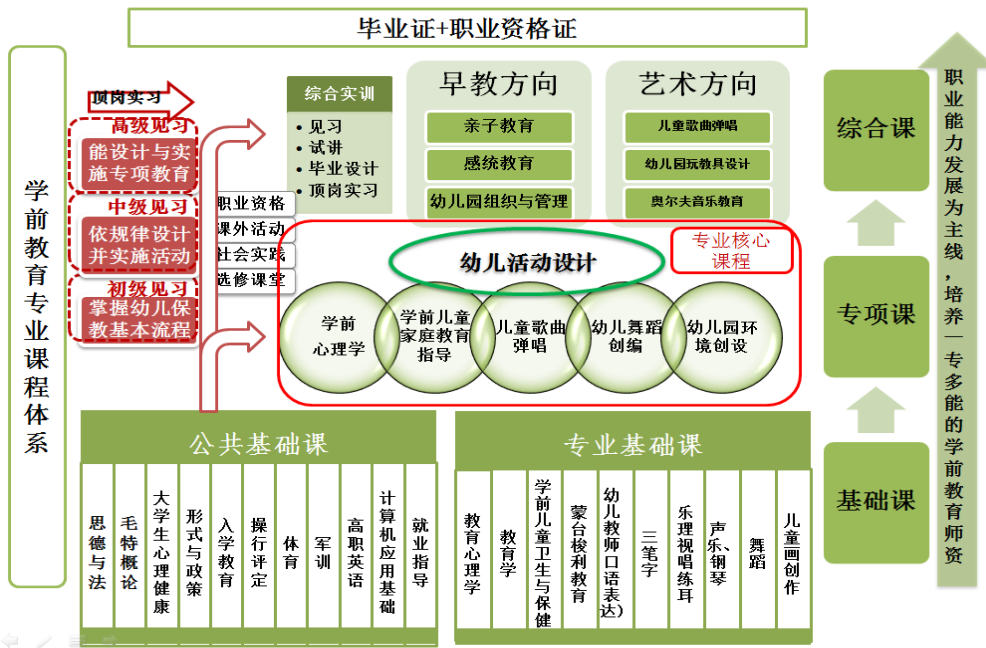 毕业证+职业资格证
学前教育专业课程体系
顶岗实习
高级见习
能设计与实
施专项教育
中级见习
依规律设计
并实施活动
初级见习
掌握幼儿保
教基本流程
综合实训
• 见习
• 试讲
• 毕业设计
• 顶岗实习
职业资格
课外活动
社会实践
选修课堂
早教方向
亲子教育
感统教育
幼儿园组织与管理
艺术方向
儿童歌曲弹唱
幼儿园玩教具设计
奥尔夫音乐教育
专业核心
课程
幼儿活动设计
学前
心理学
学前儿童
家庭教育
指导
儿童歌曲
弹唱
幼儿舞蹈
创编
幼儿园环
境创设
公共基础课
思德与法
毛特概论
大学生心理健康
形式与政策
入学教育
操行评定
体育
军训
高职英语
计算机应用基础
就业指导
专业基础课
教育心理学
教育学
学前儿童卫生与保健
蒙台梭利教育
幼儿教师口语表达）
三笔字
乐理视唱练耳
声乐、钢琴
舞蹈
儿童画创作
综合课
专项课
基础课
职业能力发展为主线，培养一专多能的学前教育师资